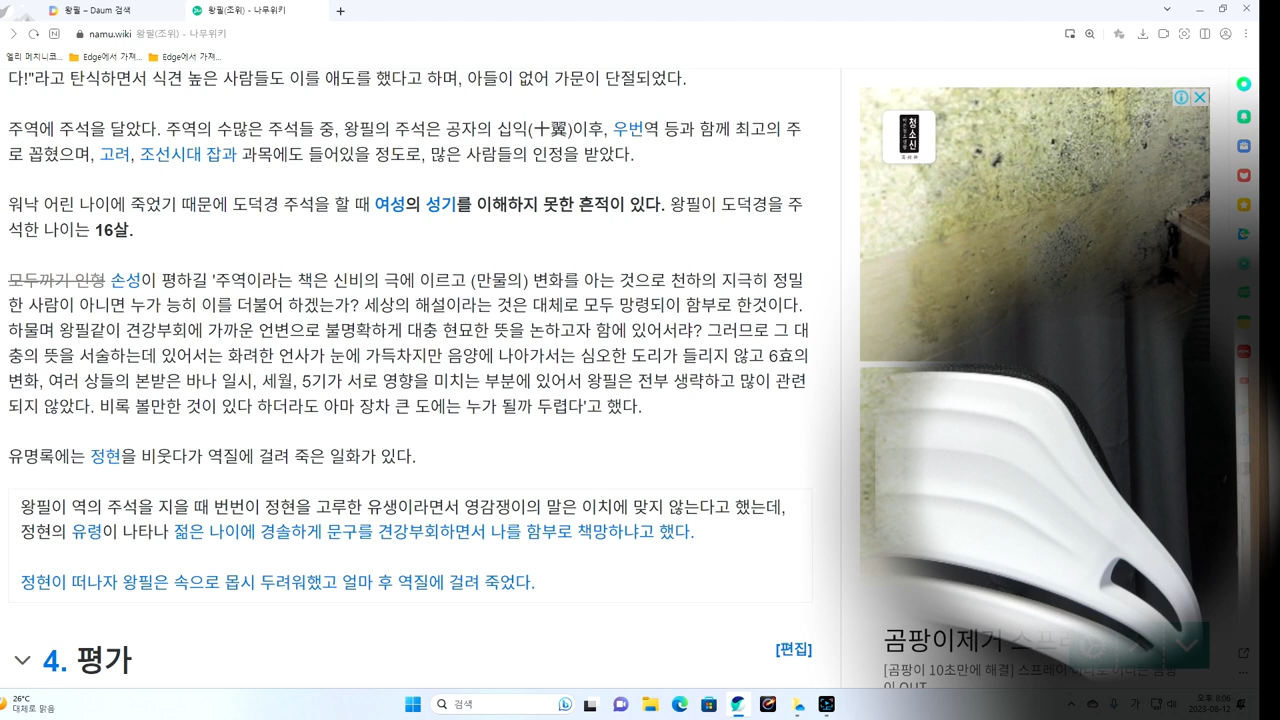 왕필 – Daum 검색
왕필(조위) - 나무위키
namu.wiki 왕필(조위) - 나무위키
엘리 머치니코...
Edge에서 가져...
Edge에서 가져...
다!"라고 탄식하면서 식견 높은 사람들도 이를 애도를 했다고 하며, 아들이 없어 가문이 단절되었다.
주역에 주석을 달았다. 주역의 수많은 주석들 중, 왕필의 주석은 공자의 십익(十翼)이후, 우번역 등과 함께 최고의 주
로 꼽혔으며, 고려, 조선시대 잡과 과목에도 들어있을 정도로, 많은 사람들의 인정을 받았다.
워낙 어린 나이에 죽었기 때문에 도덕경 주석을 할 때 여성의 성기를 이해하지 못한 흔적이 있다. 왕필이 도덕경을 주
석한 나이는 16살.
모두까기 인형 손성이 평하길 '주역이라는 책은 신비의 극에 이르고 (만물의) 변화를 아는 것으로 천하의 지극히 정밀
한 사람이 아니면 누가 능히 이를 더불어 하겠는가? 세상의 해설이라는 것은 대체로 모두 망령되이 함부로 한것이다.
하물며 왕필같이 견강부회에 가까운 언변으로 불명확하게 대충 현묘한 뜻을 논하고자 함에 있어서랴? 그러므로 그 대
충의 뜻을 서술하는데 있어서는 화려한 언사가 눈에 가득차지만 음양에 나아가서는 심오한 도리가 들리지 않고 6효의
변화, 여러 상들의 본받은 바나 일시, 세월, 5기가 서로 영향을 미치는 부분에 있어서 왕필은 전부 생략하고 많이 관련
되지 않았다. 비록 볼만한 것이 있다 하더라도 아마 장차 큰 도에는 누가 될까 두렵다'고 했다.
유명록에는 정현을 비웃다가 역질에 걸려 죽은 일화가 있다.
왕필이 역의 주석을 지을 때 번번이 정현을 고루한 유생이라면서 영감쟁이의 말은 이치에 맞지 않는다고 했는데,
정현의 유령이 나타나 젊은 나이에 경솔하게 문구를 견강부회하면서 나를 함부로 책망하냐고 했다.
정현이 떠나자 왕필은 속으로 몹시 두려워했고 얼마 후 역질에 걸려 죽었다.
4. 평가
[편집]
청소신
곰팡이제거 스프레
[곰팡이 10초만에 해결] 스프레이
이 OUT
26°C
대체로 맑음
검색
가
오후 8:06
2023-08-12